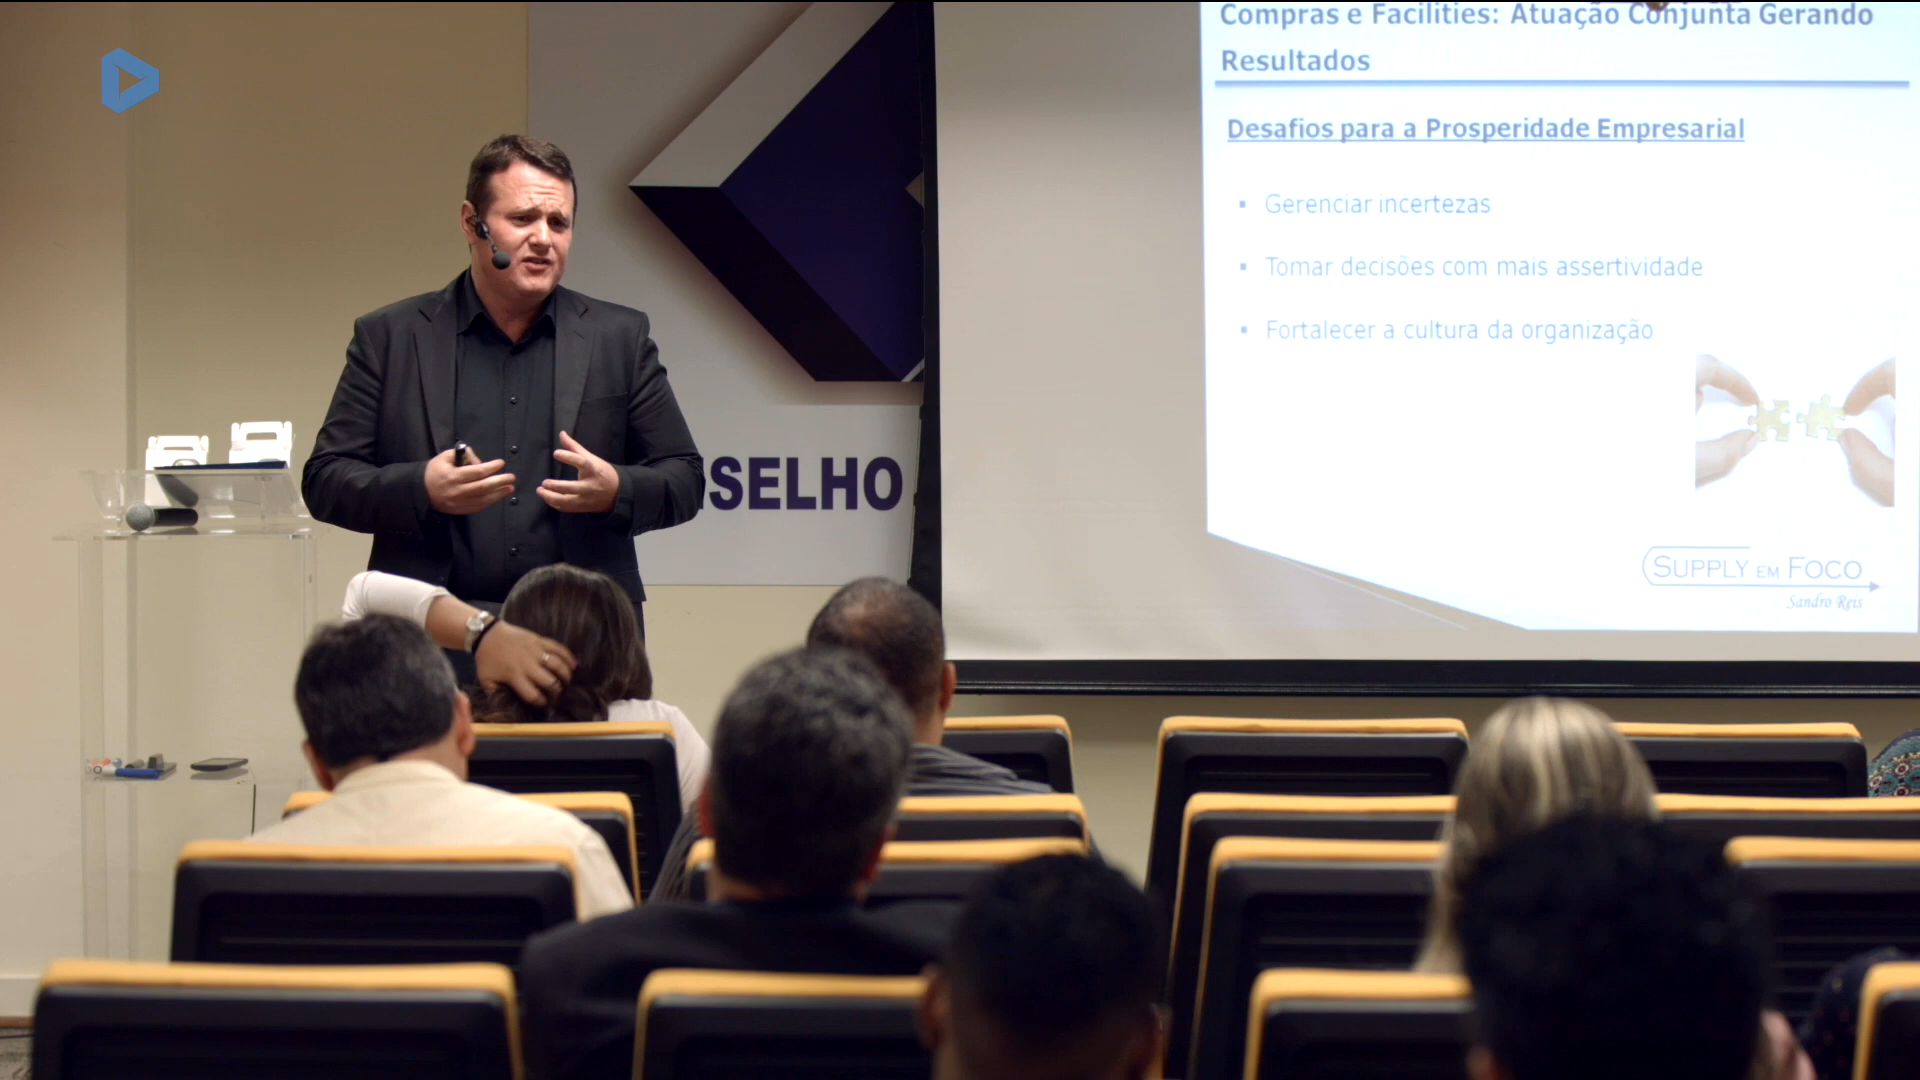 Compras e Facilities: Atuação Conjunta Gerando
Resultados
Desafios para a Prosperidade Empresarial
▪ Gerenciar incertezas
▪ Tomar decisões com mais assertividade
▪ Fortalecer a cultura da organização
SELHO
SUPPLY EM FOCO
Sandro Reis